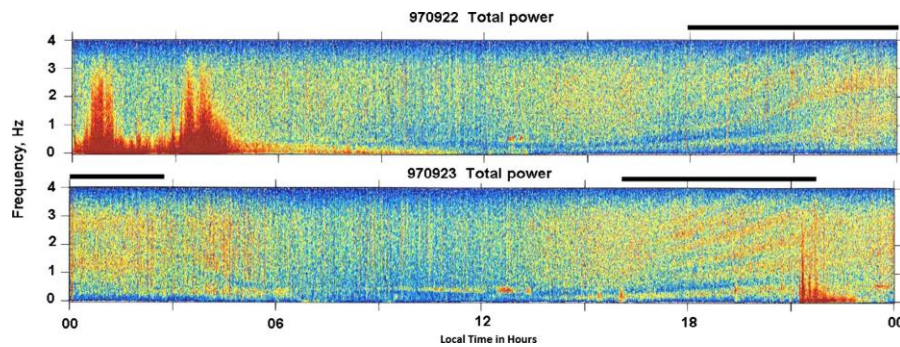 970922 Total power
4
3
2
1
0
Frequency, Hz
970923 Total power
4
3
2
1
0
00 06 12 18 00
Local Time in Hours